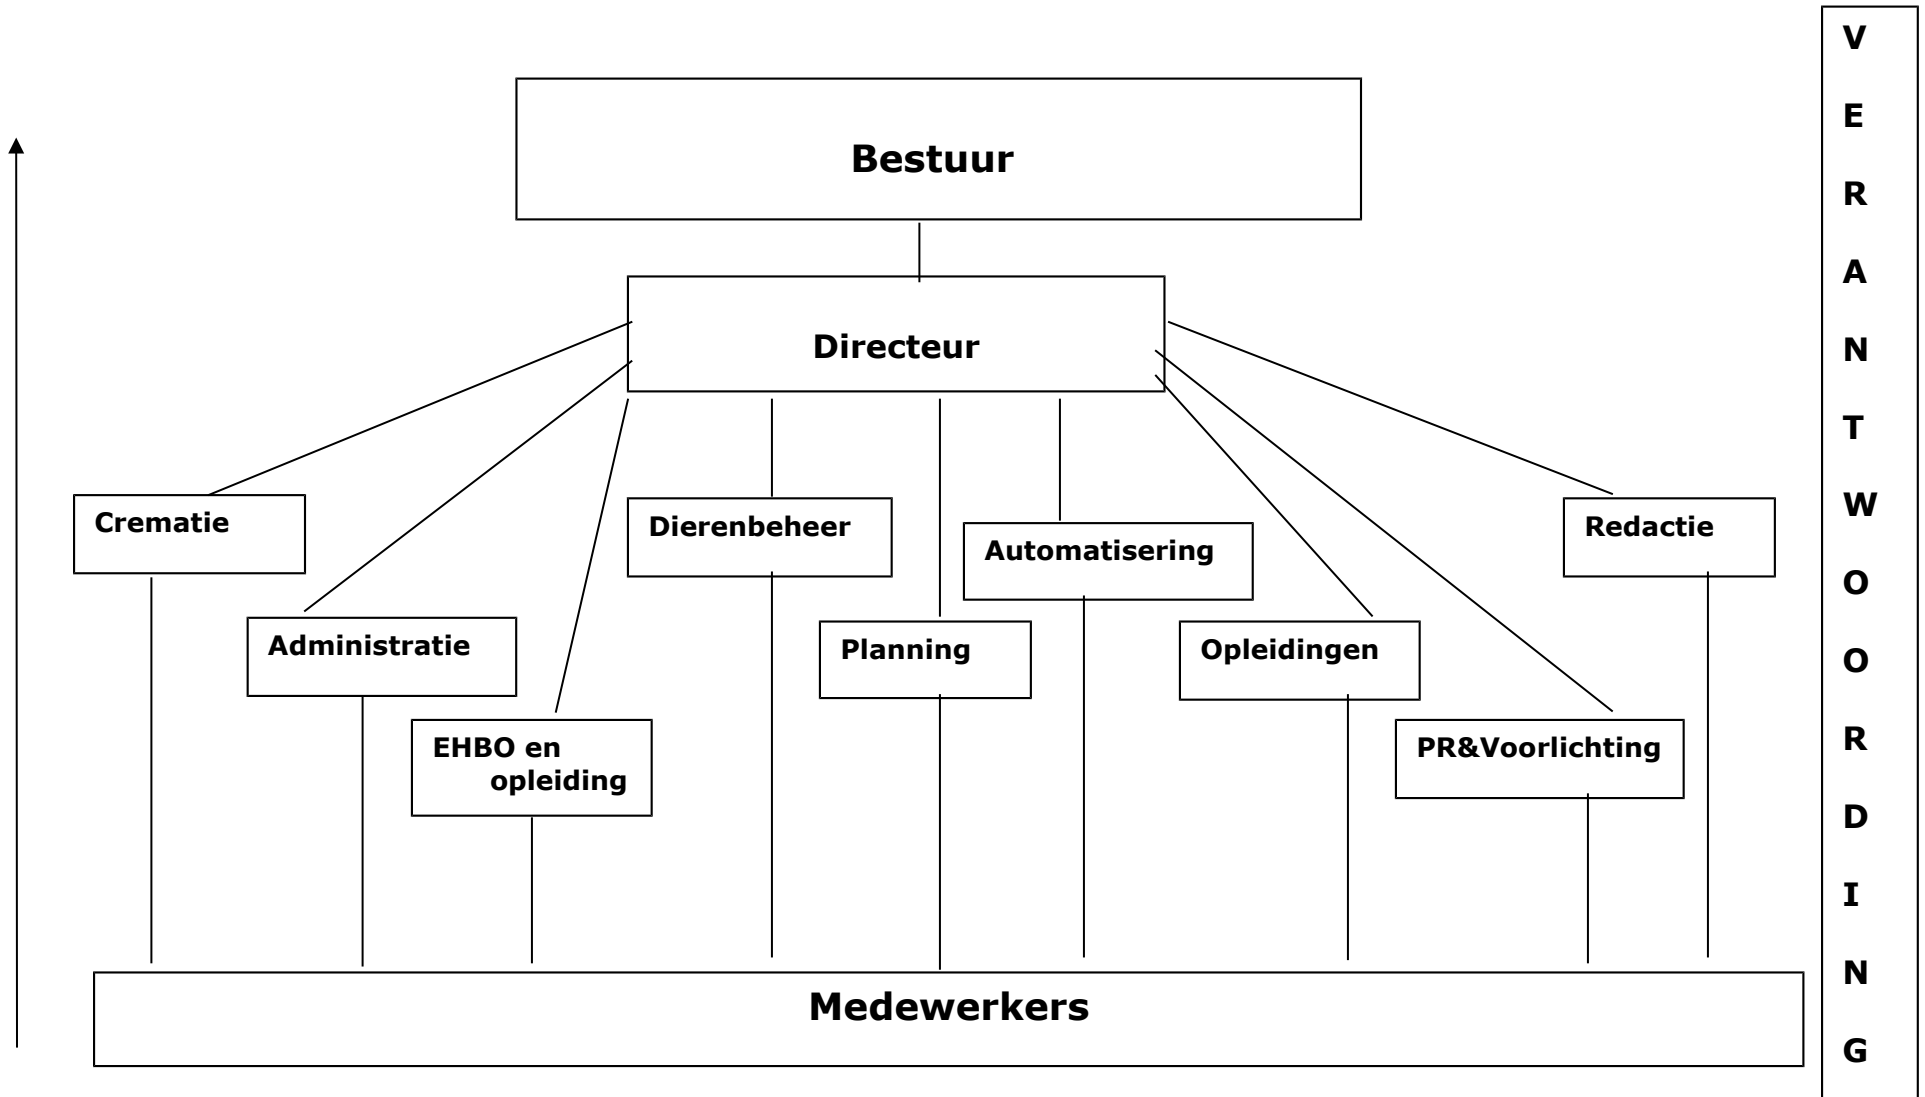 Bestuur
Directeur
Crematie
Dierenbeheer
Automatisering
Redactie
Administratie
Planning
Opleidingen
EHBO en
opleiding
PR&Voorlichting
Medewerkers
V
E
R
A
N
T
W
O
O
R
D
I
N
G